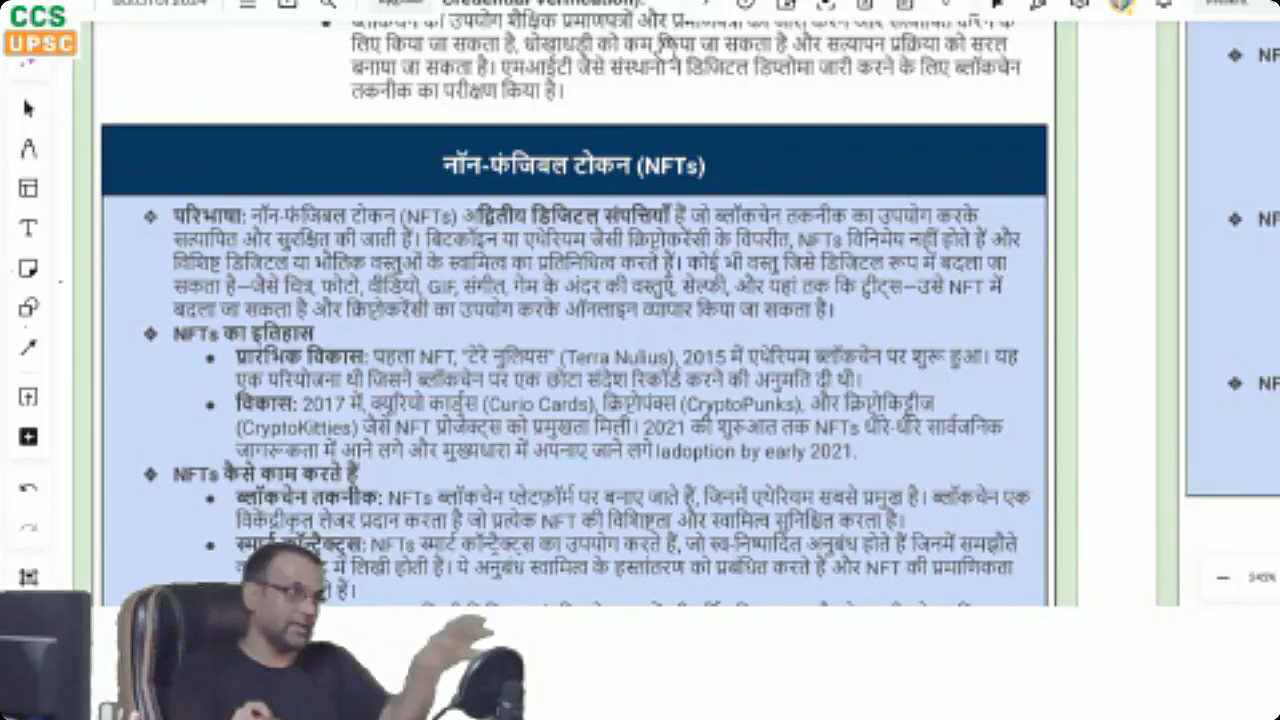 CCS
UPSC
लिए किया जा सकता है, धोखाधड़ी को कम किया जा सकता है और सत्यापन प्रक्रिया को सरल
बनाया जा सकता है। एमआईटी जैसे संस्थानों ने डिजिटल डिप्लोमा जारी करने के लिए ब्लॉकचेन
तकनीक का परीक्षण किया है।
नॉन-फंजिबल टोकन (NFTs)
❖ परिभाषा: नॉन-फंजिबल टोकन (NFTs) अद्वितीय डिजिटल संपत्तियाँ हैं जो ब्लॉकचेन तकनीक का उपयोग करके
सत्यापित और सुरक्षित की जाती हैं। बिटकॉइन या एथेरियम जैसी क्रिप्टोकरेंसी के विपरीत, NFTs विनिमेय नहीं होते हैं और
विशिष्ट डिजिटल या भौतिक वस्तुओं के स्वामित्व का प्रतिनिधित्व करते हैं। कोई भी वस्तु जिसे डिजिटल रूप में बदला जा
सकता है—जैसे चित्र, फोटो, वीडियो, GIF, संगीत, गेम के अंदर की वस्तुएँ, सेल्फी, और यहां तक कि ट्वीट्स—उसे NFT में
बदला जा सकता है और क्रिप्टोकरेंसी का उपयोग करके ऑनलाइन व्यापार किया जा सकता है।
❖ NFTs का इतिहास
● प्रारंभिक विकास: पहला NFT, "टेरे नुलियस" (Terra Nulius), 2015 में एथेरियम ब्लॉकचेन पर शुरू हुआ। यह
एक परियोजना थी जिसने ब्लॉकचेन पर एक छोटा संदेश रिकॉर्ड करने की अनुमति दी थी।
● विकास: 2017 में, क्यूरियो कार्ड्स (Curio Cards), क्रिप्टोपंक्स (CryptoPunks), और क्रिप्टोकिट्टीज
(CryptoKitties) जैसे NFT प्रोजेक्ट्स को प्रमुखता मिली। 2021 की शुरुआत तक NFTs धीरे-धीरे सार्वजनिक
जागरूकता में आने लगे और मुख्यधारा में अपनाए जाने लगे।adoption by early 2021.
❖ NFTs कैसे काम करते हैं
● ब्लॉकचेन तकनीक: NFTs ब्लॉकचेन प्लेटफ़ॉर्म पर बनाए जाते हैं, जिनमें एथेरियम सबसे प्रमुख है। ब्लॉकचेन एक
विकेंद्रीकृत लेजर प्रदान करता है जो प्रत्येक NFT की विशिष्टता और स्वामित्व सुनिश्चित करता है।
● स्मार्ट कॉन्ट्रैक्ट्स: NFTs स्मार्ट कॉन्ट्रैक्ट्स का उपयोग करते हैं, जो स्व-निष्पादित अनुबंध होते हैं जिनमें समझौते
में लिखी होती हैं। ये अनुबंध स्वामित्व के हस्तांतरण को प्रबंधित करते हैं और NFT की प्रामाणिकता
हैं।
❖ NF
❖ NF
❖ NF